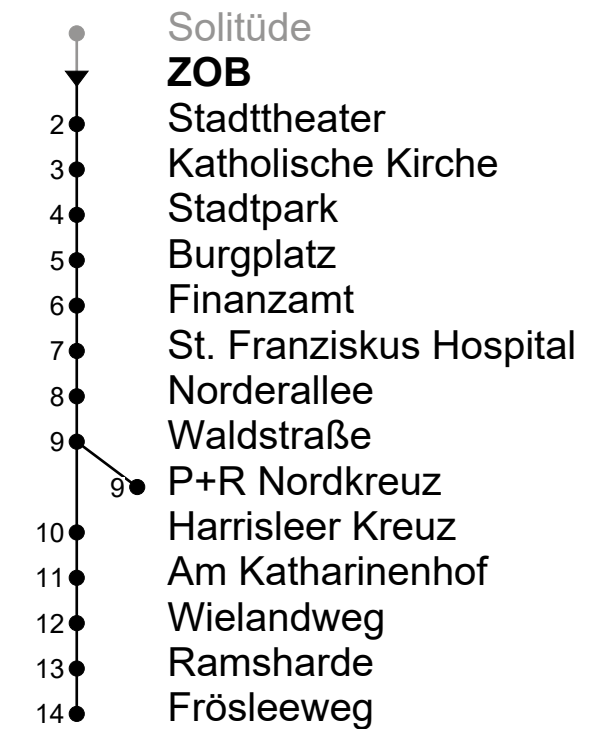 Solitüde
ZOB
2 Stadttheater
3 Katholische Kirche
4 Stadtpark
5 Burgplatz
6 Finanzamt
7 St. Franziskus Hospital
8 Norderallee
9 Waldstraße
9 P+R Nordkreuz
10 Harrisleer Kreuz
11 Am Katharinenhof
12 Wielandweg
13 Ramsharde
14 Frösleeweg